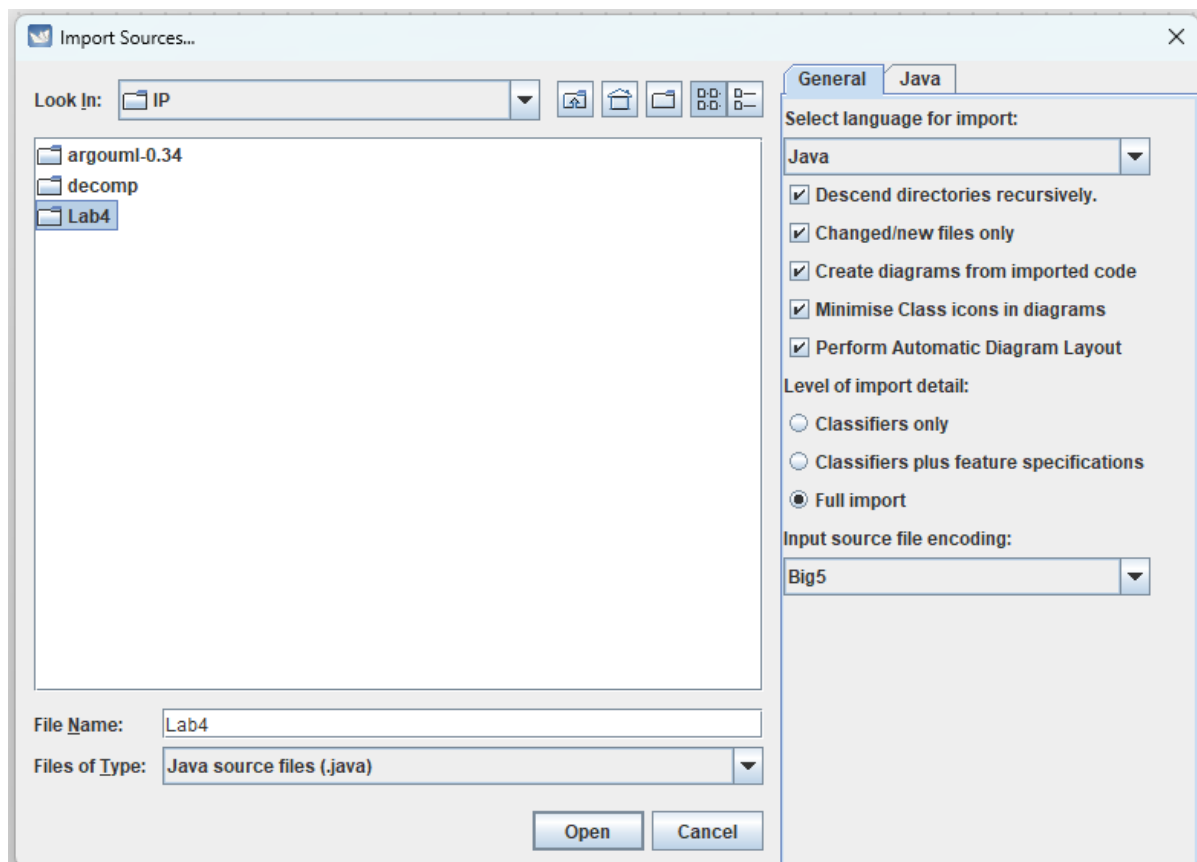 Import Sources...
Look In: IP
argouml-0.34
decomp
Lab4
File Name: Lab4
Files of Type: Java source files (.java)
Open Cancel
General Java
Select language for import:
Java
Descend directories recursively.
Changed/new files only
Create diagrams from imported code
Minimise Class icons in diagrams
Perform Automatic Diagram Layout
Level of import detail:
Classifiers only
Classifiers plus feature specifications
Full import
Input source file encoding:
Big5